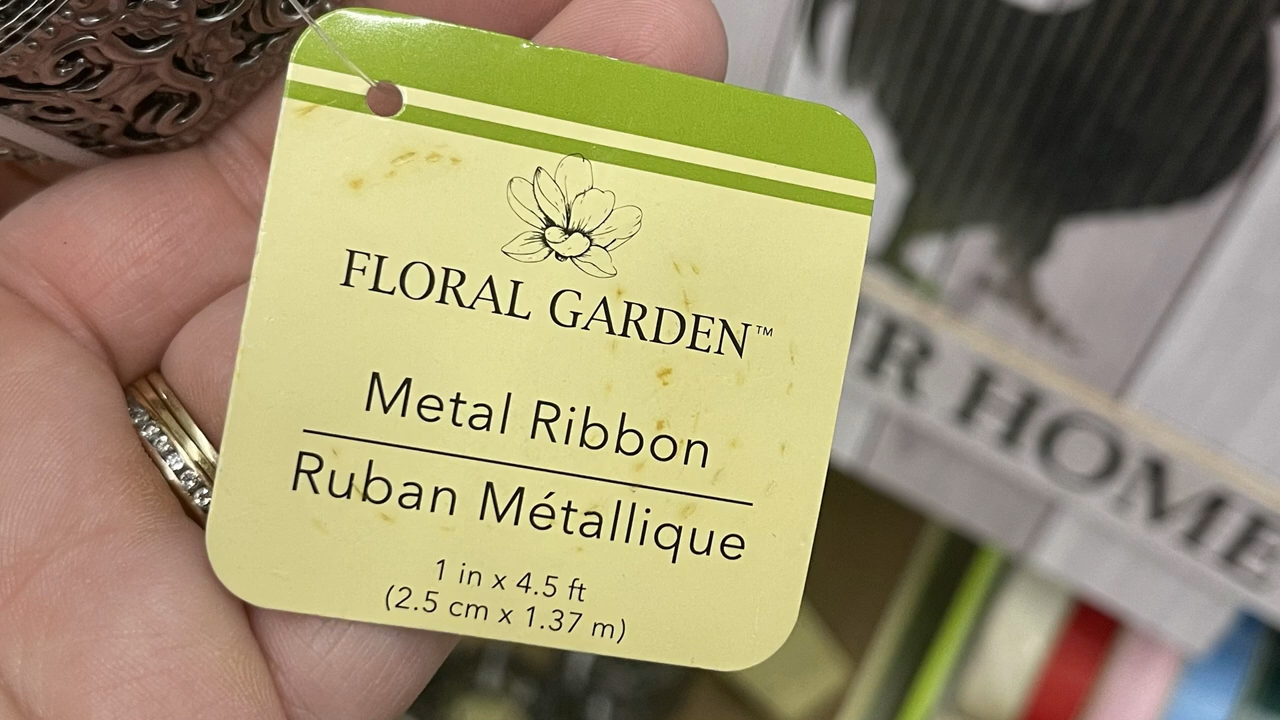 FLORAL GARDEN™
Metal Ribbon
Ruban Métallique
1 in x 4.5 ft
(2.5 cm x 1.37 m)
R HOME